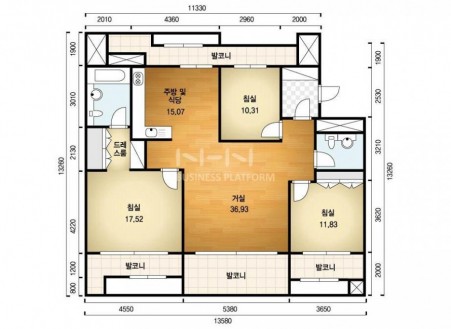 11330
2010 4360 2960 2000
발코니
1900 1900
3010 주방 및 식당 15,07 침실 10,31 2530
드레스룸
2130 3210
13260 13260
N-HN
BUSINESS PLATFORM
거실 36,93
침실 17,52 침실 11,83
4220 3620
발코니 발코니 발코니
1200 2000
800
4550 5380 3650
13580